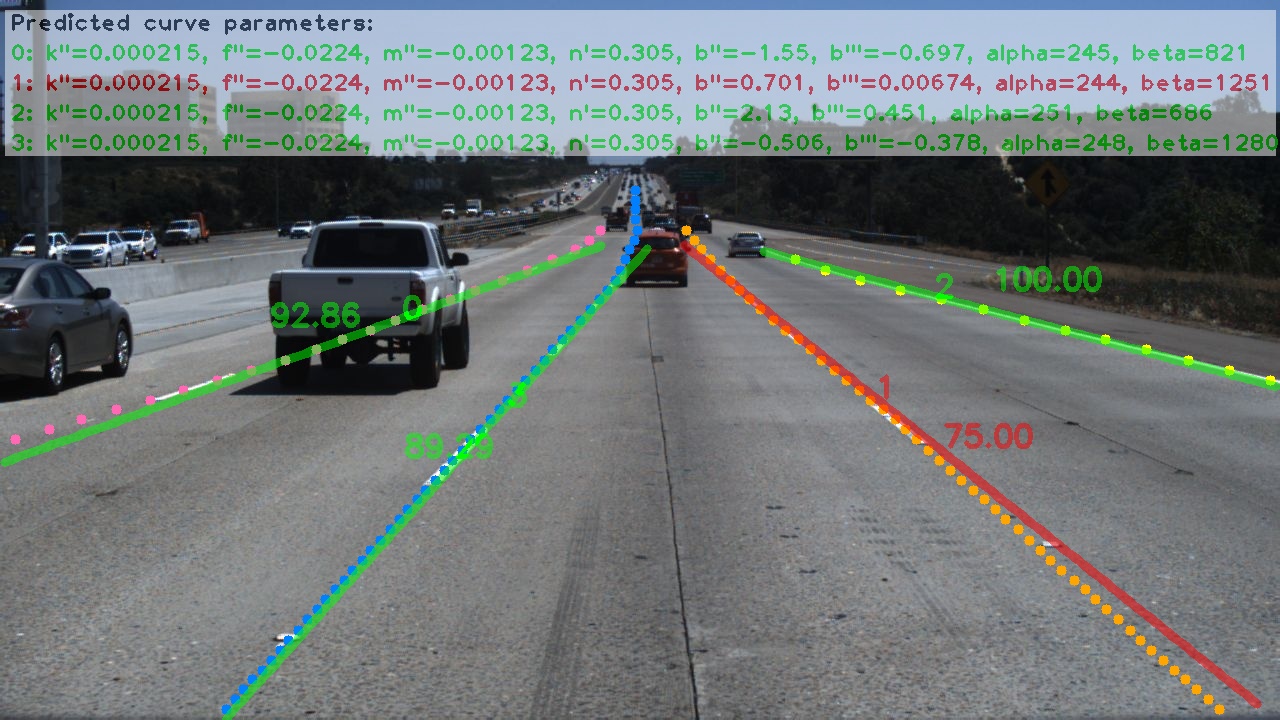 Predicted curve parameters:
0: k"=0.000215, f"=-0.0224, m"=-0.00123, n'=0.305, b"=-1.55, b'"=-0.697, alpha=245, beta=821
1: k"=0.000215, f"=-0.0224, m"=-0.00123, n'=0.305, b"=0.701, b'"=0.00674, alpha=244, beta=1251
2: k"=0.000215, f"=-0.0224, m"=-0.00123, n'=0.305, b"=2.13, b'"=0.451, alpha=251, beta=686
3: k"=0.000215, f"=-0.0224, m"=-0.00123, n'=0.305, b"=-0.506, b'"=-0.378, alpha=248, beta=1280
2 100.00
92.86 0
1
3
75.00
89.29